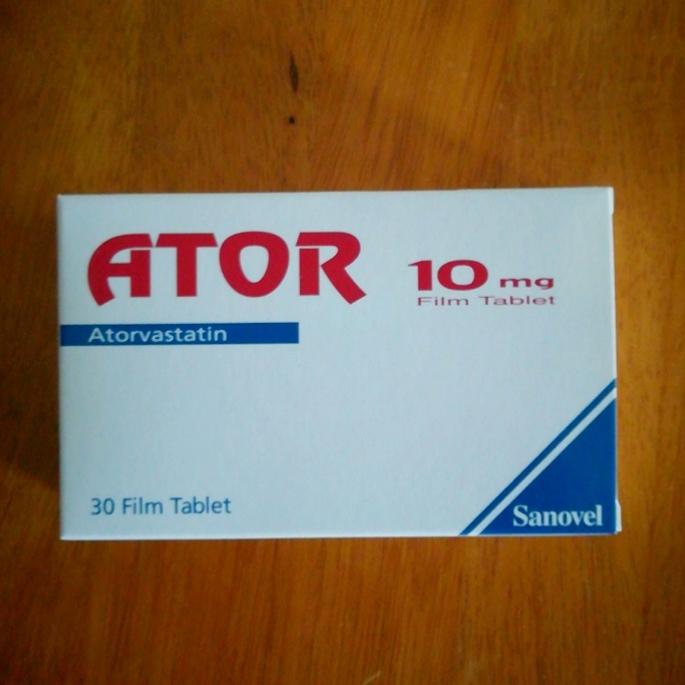 ATOR 10 mg
Film Tablet
Atorvastatin
30 Film Tablet
Sanovel